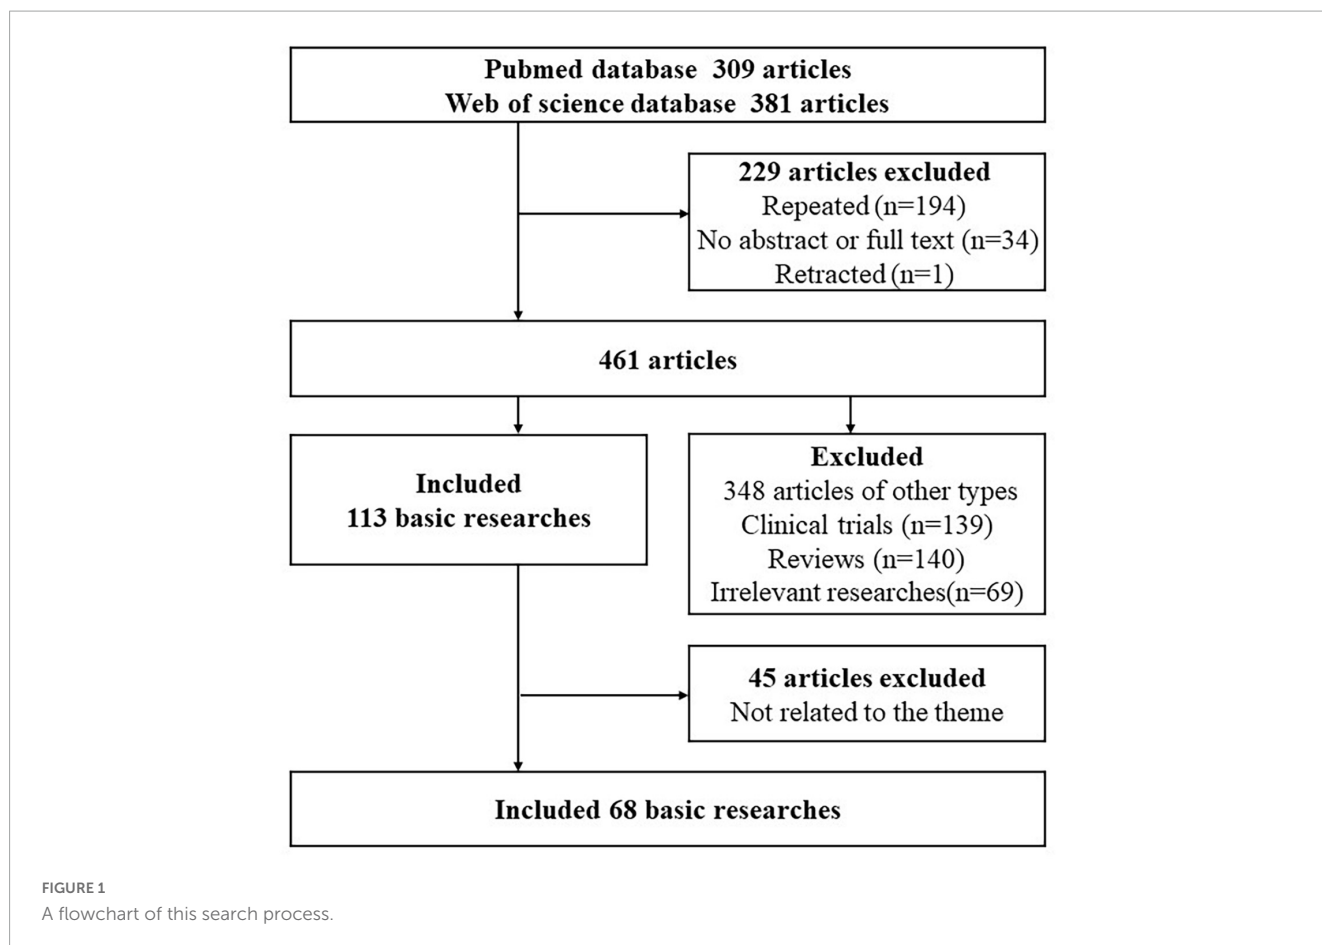 Pubmed database 309 articles
Web of science database 381 articles
229 articles excluded
Repeated (n=194)
No abstract or full text (n=34)
Retracted (n=1)
461 articles
Included
113 basic researches
Excluded
348 articles of other types
Clinical trials (n=139)
Reviews (n=140)
Irrelevant researches(n=69)
45 articles excluded
Not related to the theme
Included 68 basic researches
FIGURE 1
A flowchart of this search process.